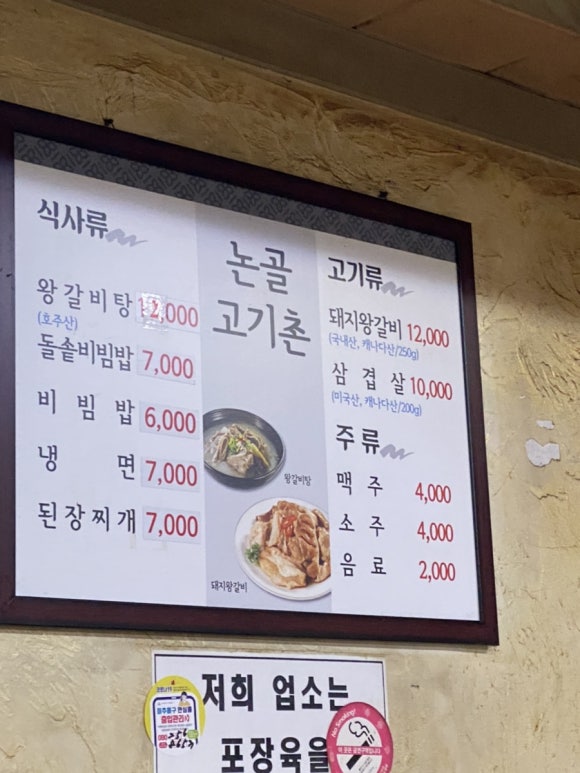 식사류
왕갈비탕 12,000
(호주산)
돌솥비빔밥 7,000
비빔밥 6,000
냉면 7,000
된장찌개 7,000
논골
고기촌
왕갈비탕
돼지왕갈비
고기류
돼지왕갈비 12,000
(국내산, 캐나다산/250g)
삼겹살 10,000
(미국산, 캐나다산/200g)
주류
맥주 4,000
소주 4,000
음료 2,000
저희 업소는
포장육을
No Smoking!